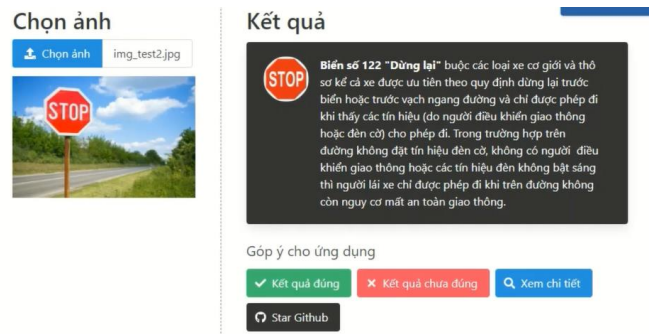 Chọn ảnh
Chọn ảnh
img_test2.jpg
STOP
Kết quả
STOP
Biển số 122 "Dừng lại" buộc các loại xe cơ giới và thô
sơ kể cả xe được ưu tiên theo quy định dừng lại trước
biển hoặc trước vạch ngang đường và chỉ được phép đi
khi thấy các tín hiệu (do người điều khiển giao thông
hoặc đèn cờ) cho phép đi. Trong trường hợp trên
đường không đặt tín hiệu đèn cờ, không có người điều
khiển giao thông hoặc các tín hiệu đèn không bật sáng
thì người lái xe chỉ được phép đi khi trên đường không
còn nguy cơ mất an toàn giao thông.
Góp ý cho ứng dụng
Kết quả đúng
Kết quả chưa đúng
Xem chi tiết
Star Github